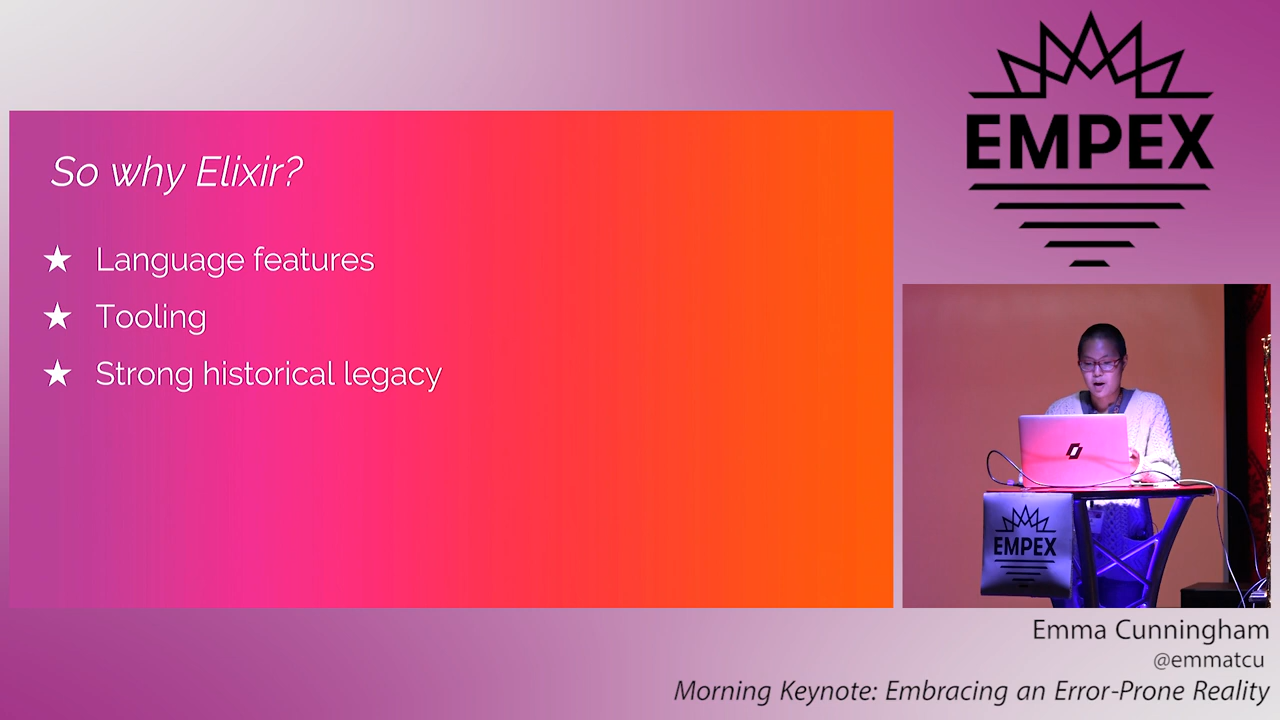 EMPEX
So why Elixir?
★ Language features
★ Tooling
★ Strong historical legacy
EMPEX
Emma Cunningham
@emmatcu
Morning Keynote: Embracing an Error-Prone Reality